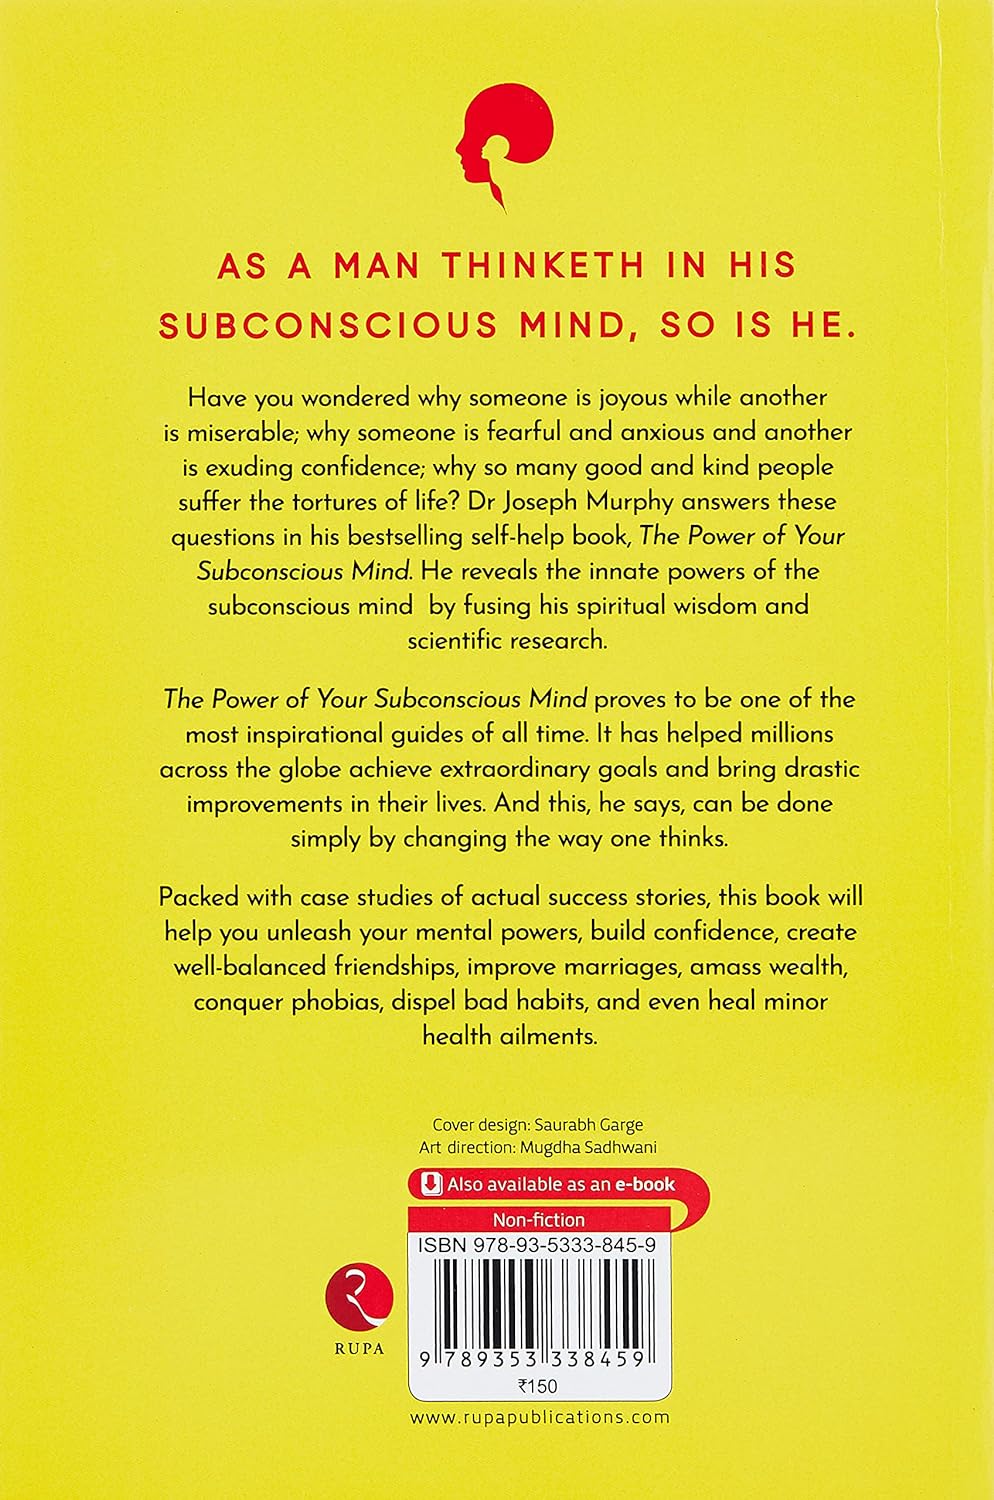 AS A MAN THINKETH IN HIS
SUBCONSCIOUS MIND, SO IS HE.
Have you wondered why someone is joyous while another
is miserable; why someone is fearful and anxious and another
is exuding confidence; why so many good and kind people
suffer the tortures of life? Dr Joseph Murphy answers these
questions in his bestselling self-help book, The Power of Your
Subconscious Mind. He reveals the innate powers of the
subconscious mind by fusing his spiritual wisdom and
scientific research.
The Power of Your Subconscious Mind proves to be one of the
most inspirational guides of all time. It has helped millions
across the globe achieve extraordinary goals and bring drastic
improvements in their lives. And this, he says, can be done
simply by changing the way one thinks.
Packed with case studies of actual success stories, this book will
help you unleash your mental powers, build confidence, create
well-balanced friendships, improve marriages, amass wealth,
conquer phobias, dispel bad habits, and even heal minor
health ailments.
Cover design: Saurabh Garge
Art direction: Mugdha Sadhwani
Also available as an e-book
Non-fiction
ISBN 978-93-5333-845-9
9 789353 338459
₹150
RUPA
www.rupapublications.com